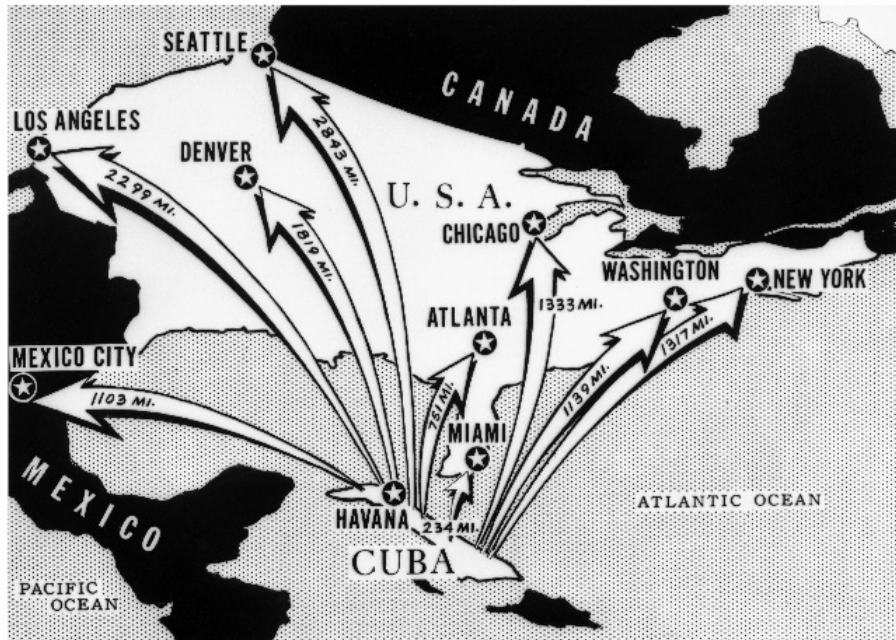 SEATTLE
CANADA
LOS ANGELES
2843 MI.
DENVER
2299 MI.
U. S. A.
1819 MI.
CHICAGO
WASHINGTON
NEW YORK
1333 MI.
ATLANTA
1317 MI.
MEXICO CITY
1103 MI.
751 MI.
1139 MI.
MIAMI
MEXICO
HAVANA
234 MI.
ATLANTIC OCEAN
CUBA
PACIFIC
OCEAN